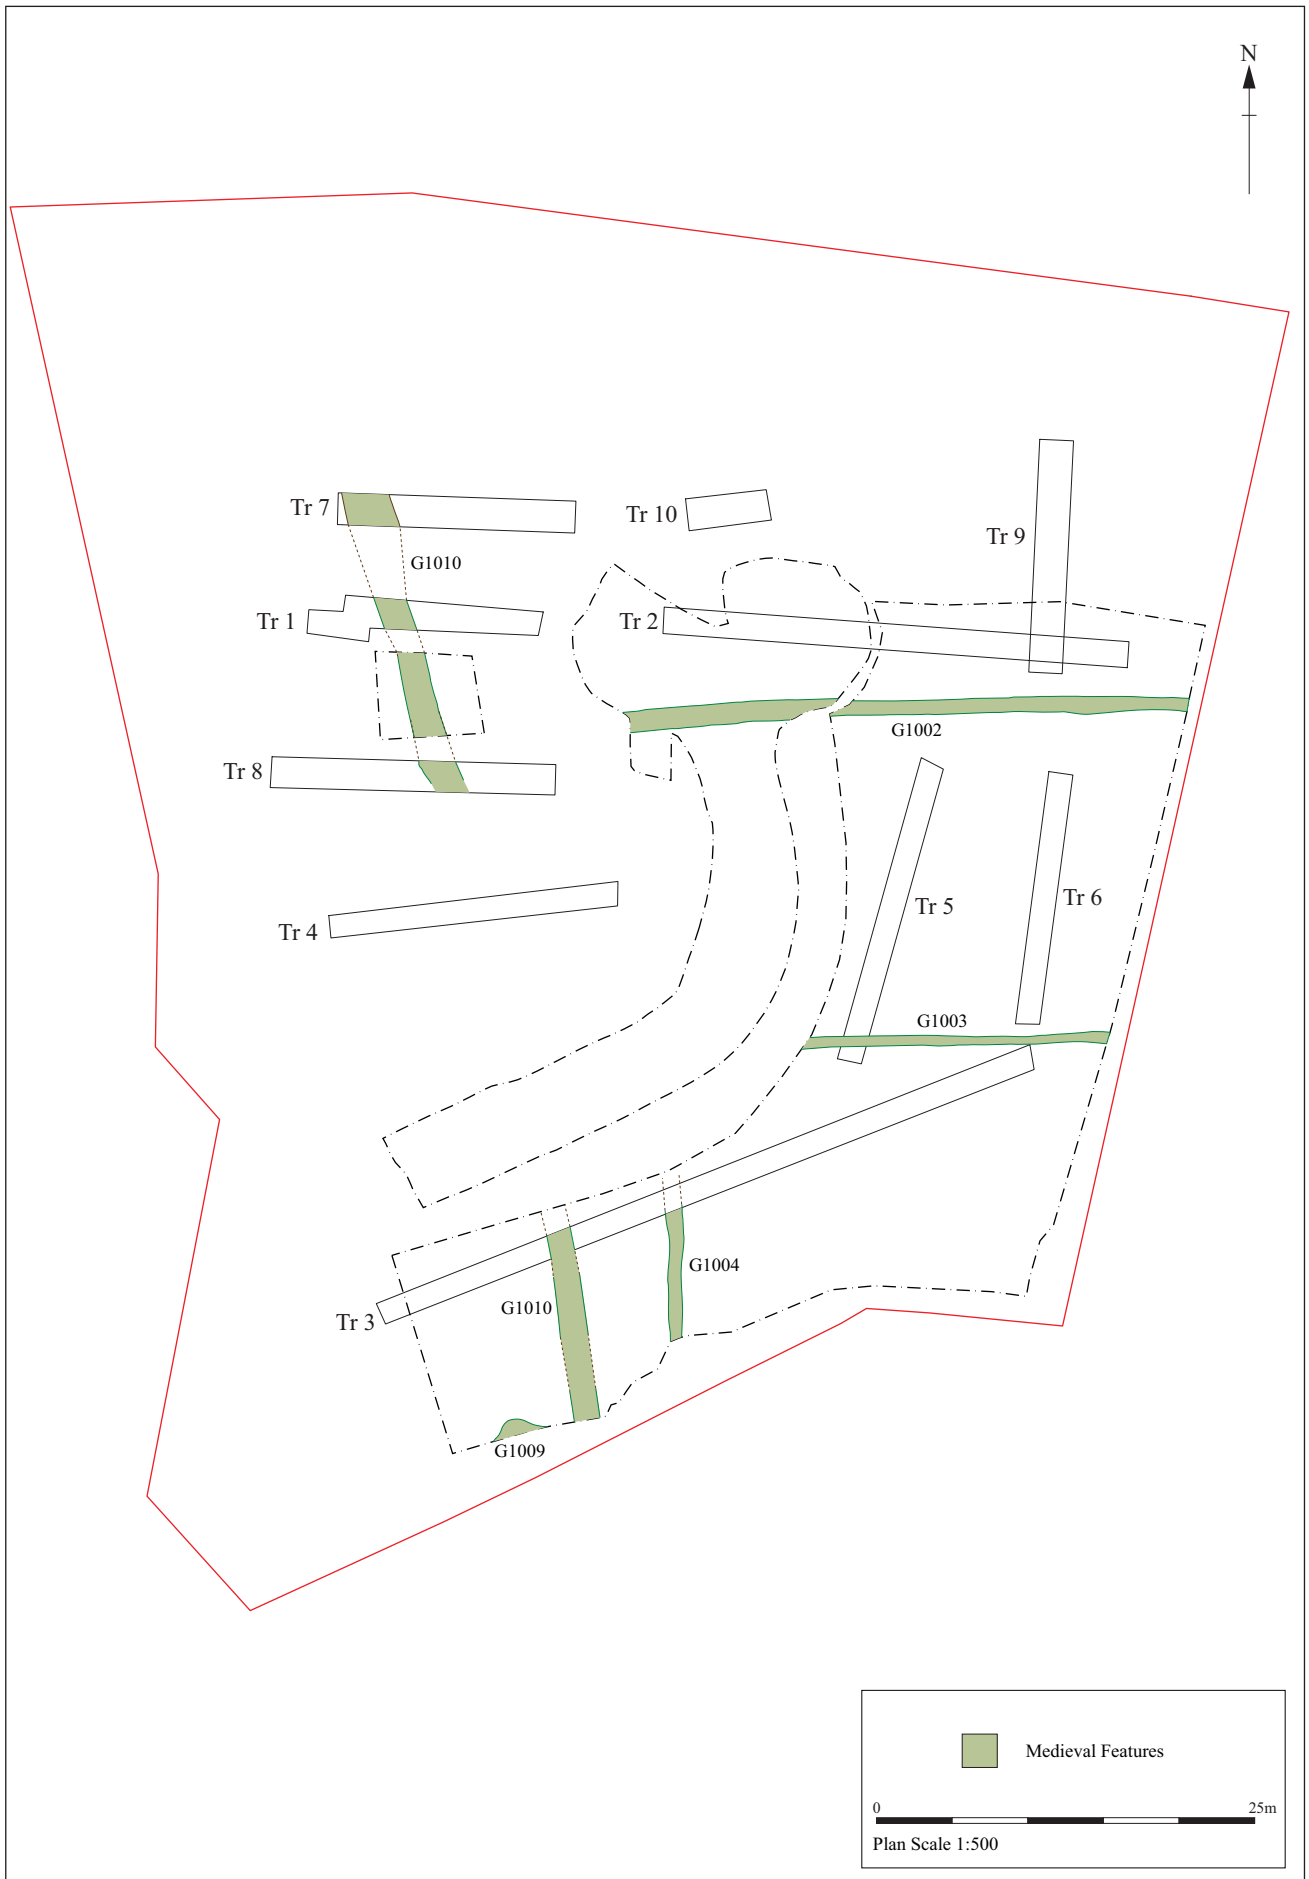 N
Tr 7
Tr 10
Tr 9
G1010
Tr 1
Tr 2
G1002
Tr 8
Tr 5
Tr 6
Tr 4
G1003
G1004
G1010
Tr 3
G1009
Medieval Features
0 25m
Plan Scale 1:500